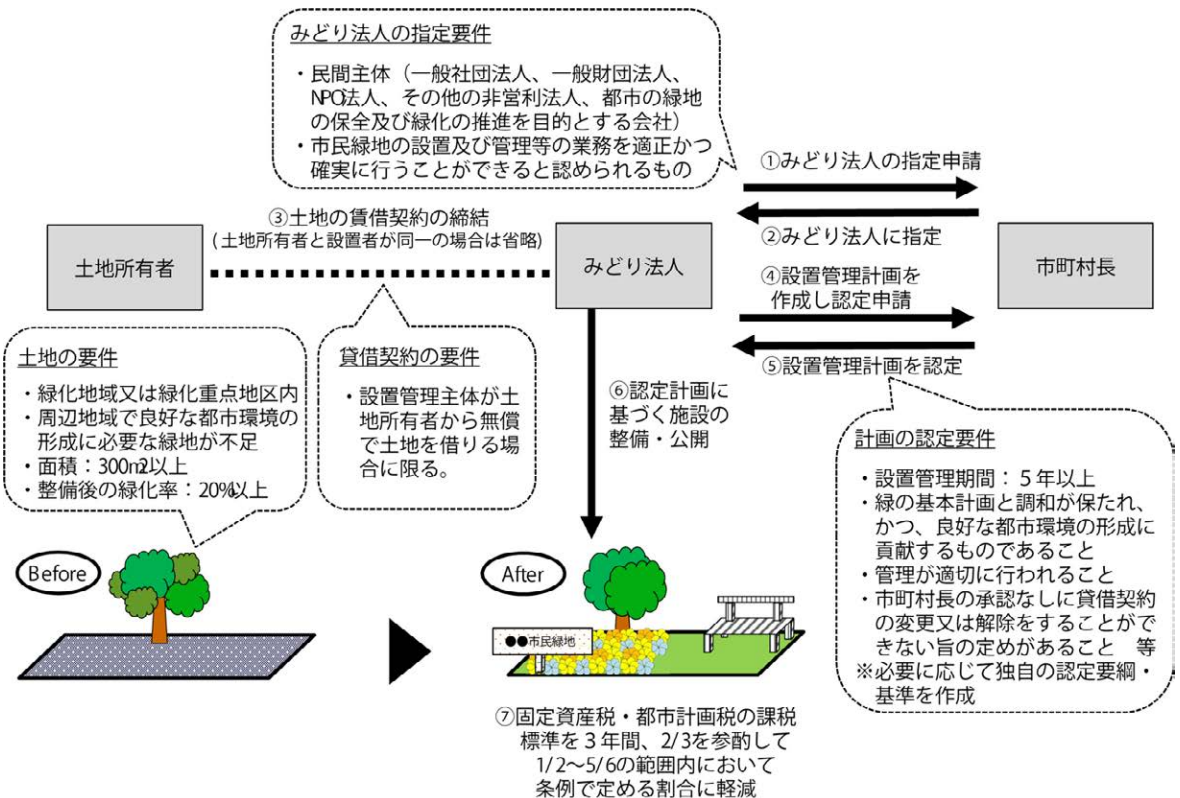 みどり法人の指定要件
・民間主体（一般社団法人、一般財団法人、
NPO法人、その他の非営利法人、都市の緑地
の保全及び緑化の推進を目的とする会社）
・市民緑地の設置及び管理等の業務を適正かつ
確実に行うことができると認められるもの
①みどり法人の指定申請
②みどり法人に指定
③土地の賃借契約の締結
(土地所有者と設置者が同一の場合は省略)
土地所有者
みどり法人
市町村長
④設置管理計画を
作成し認定申請
⑤設置管理計画を認定
土地の要件
・緑化地域又は緑化重点地区内
・周辺地域で良好な都市環境の
形成に必要な緑地が不足
・面積：300㎡以上
・整備後の緑化率：20%以上
貸借契約の要件
・設置管理主体が土
地所有者から無償
で土地を借りる場
合に限る。
⑥認定計画に
基づく施設の
整備・公開
計画の認定要件
・設置管理期間：５年以上
・緑の基本計画と調和が保たれ、
かつ、良好な都市環境の形成に
貢献するものであること
・管理が適切に行われること
・市町村長の承認なしに貸借契約
の変更又は解除をすることがで
きない旨の定めがあること　等
※必要に応じて独自の認定要綱・
基準を作成
Before
After
●●市民緑地
⑦固定資産税・都市計画税の課税
標準を３年間、2/3を参酌して
1/2～5/6の範囲内において
条例で定める割合に軽減